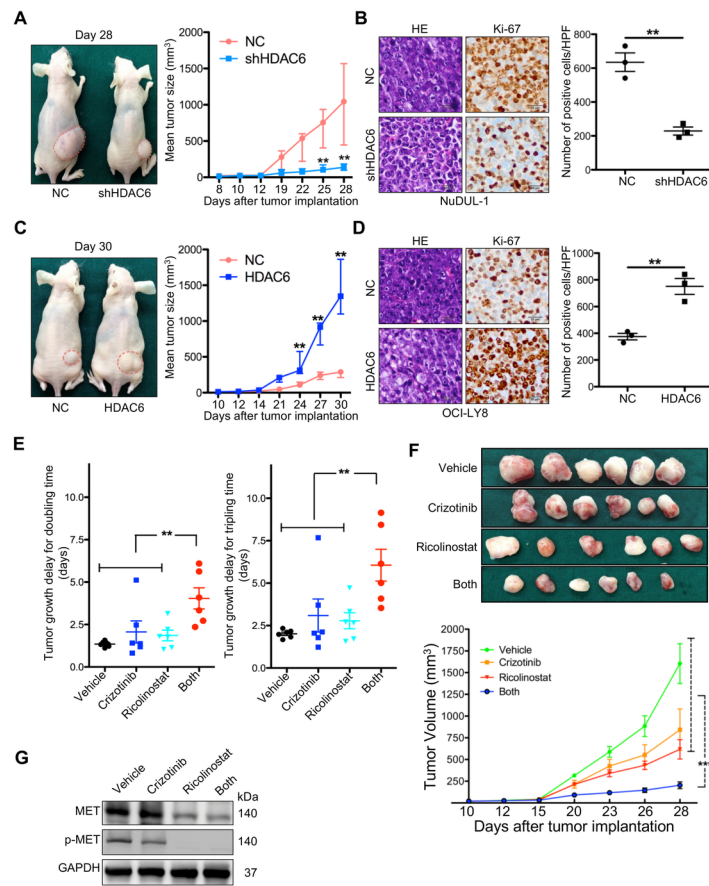 A
Day 28
NC shHDAC6
Mean tumor size (mm3)
2000
1500
1000
500
0
NC
shHDAC6
** **
8 10 12 19 22 25 28
Days after tumor implantation
B
HE Ki-67
NC
shHDAC6
NuDUL-1
Number of positive cells/HPF
800
600
400
200
0
**
NC shHDAC6
C
Day 30
NC HDAC6
Mean tumor size (mm3)
2000
1500
1000
500
0
NC
HDAC6
**
**
**
10 12 14 21 24 27 30
Days after tumor implantation
D
HE Ki-67
NC
HDAC6
OCI-LY8
Number of positive cells/HPF
1000
800
600
400
200
0
**
NC HDAC6
E
Tumor growth delay for doubling time
(days)
10.0
7.5
5.0
2.5
0
**
Vehicle
Crizotinib
Ricolinostat
Both
Tumor growth delay for tripling time
(days)
10.0
7.5
5.0
2.5
0
**
Vehicle
Crizotinib
Ricolinostat
Both
F
Vehicle
Crizotinib
Ricolinostat
Both
Tumor Volume (mm3)
2000
1750
1500
1250
1000
750
500
250
Vehicle
Crizotinib
Ricolinostat
Both
10 12 15 20 23 26 28
Days after tumor implantation
G
Vehicle
Crizotinib
Ricolinostat
Both
kDa
MET 140
p-MET 140
GAPDH 37